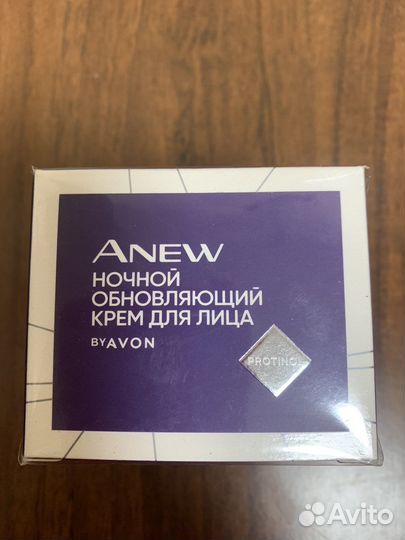 ANEW
НОЧНОЙ
ОБНОВЛЯЮЩИЙ
КРЕМ ДЛЯ ЛИЦА
BY AVON
PROTINOL
Avito